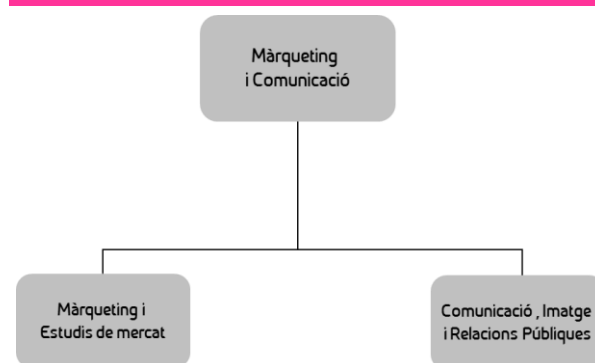 Màrqueting
i Comunicació
Màrqueting i
Estudis de mercat
Comunicació , Imatge
i Relacions Públiques